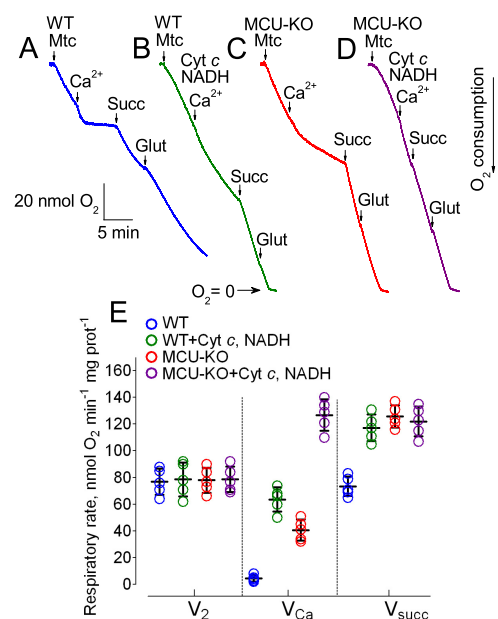 A
WT
Mtc
Ca²⁺
Succ
Glut
20 nmol O₂
5 min
B
WT
Mtc
Cyt c
NADH
Ca²⁺
Succ
Glut
O₂= 0
C
MCU-KO
Mtc
Ca²⁺
Succ
Glut
D
MCU-KO
Mtc
Cyt c
NADH
Ca²⁺
Succ
Glut
O₂ consumption
E
WT
WT+Cyt c, NADH
MCU-KO
MCU-KO+Cyt c, NADH
Respiratory rate, nmol O₂ min⁻¹ mg prot⁻¹
160
140
120
100
80
60
40
20
0
V₂
V_Ca
V_succ